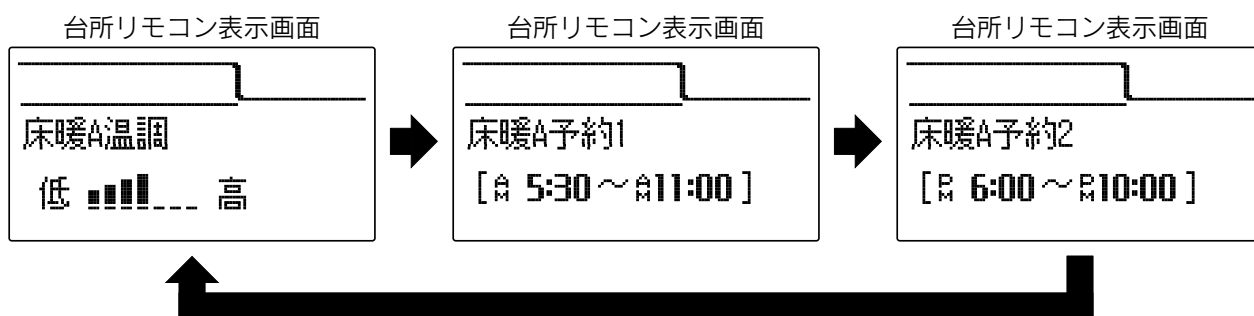 台所リモコン表示画面
床暖A温調
低 高
台所リモコン表示画面
床暖A予約1
[AM 5:30～AM11:00]
台所リモコン表示画面
床暖A予約2
[PM 6:00～PM10:00]